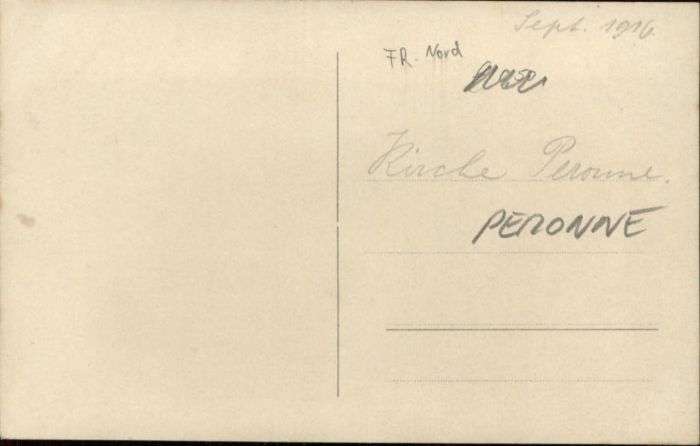 Sept. 1916.
FR. Nord
Kirche Peronne.
PERONNE